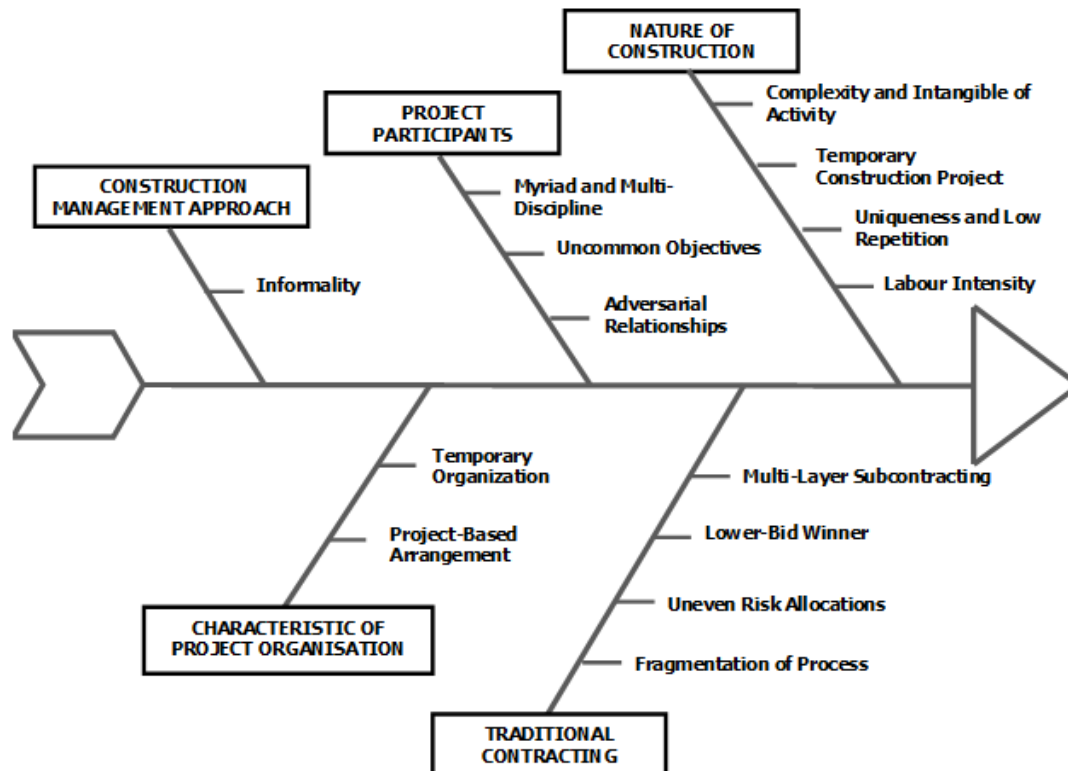 NATURE OF
CONSTRUCTION
Complexity and Intangible of
Activity
Temporary
Construction Project
Uniqueness and Low
Repetition
Labour Intensity
PROJECT
PARTICIPANTS
Myriad and Multi-
Discipline
Uncommon Objectives
Adversarial
Relationships
CONSTRUCTION
MANAGEMENT APPROACH
Informality
Temporary
Organization
Project-Based
Arrangement
CHARACTERISTIC OF
PROJECT ORGANISATION
Multi-Layer Subcontracting
Lower-Bid Winner
Uneven Risk Allocations
Fragmentation of Process
TRADITIONAL
CONTRACTING